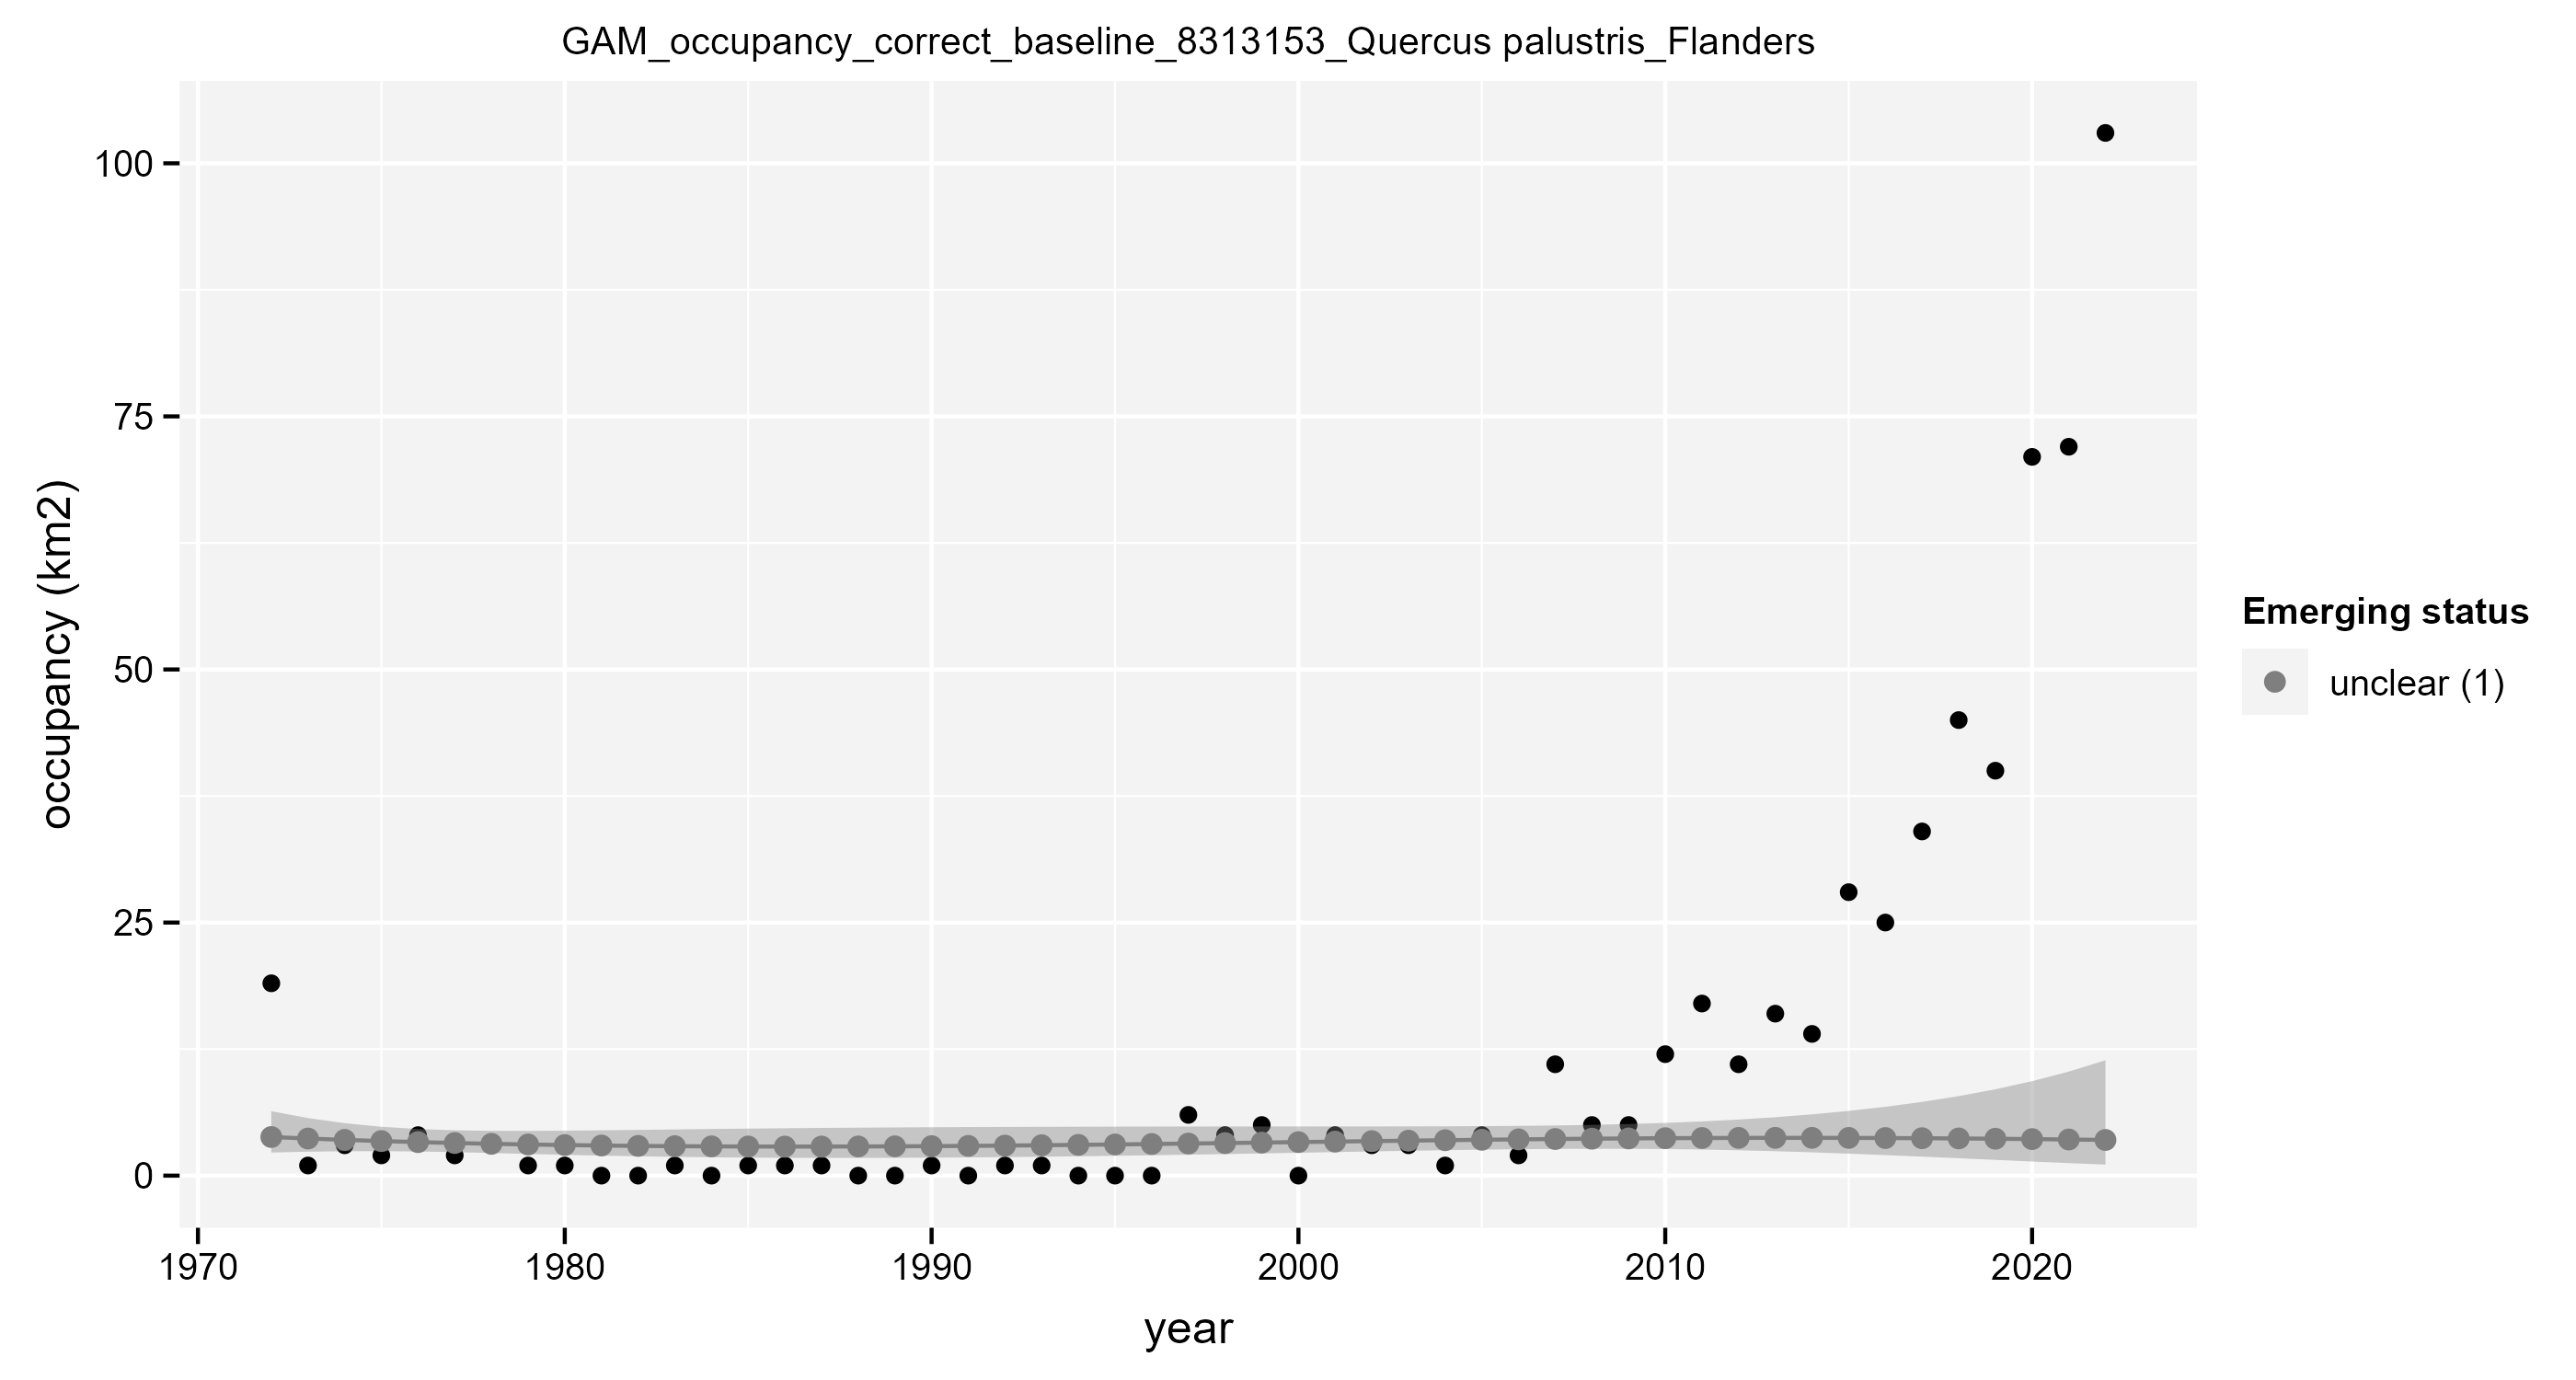 GAM_occupancy_correct_baseline_8313153_Quercus palustris_Flanders
occupancy (km2)
100
75
50
25
0
1970 1980 1990 2000 2010 2020
year
Emerging status
unclear (1)